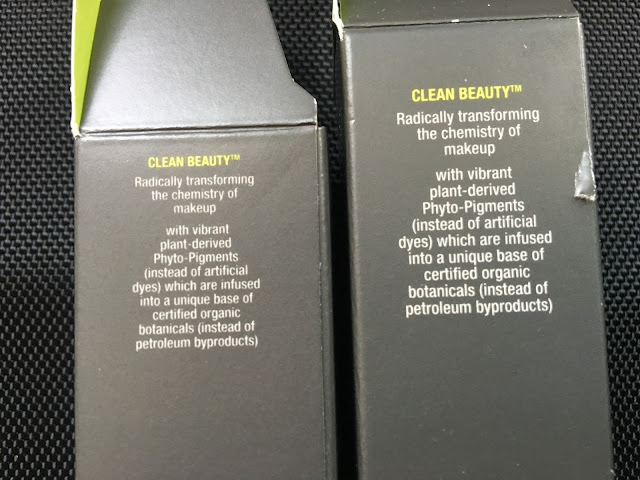 CLEAN BEAUTY™
Radically transforming
the chemistry of
makeup
with vibrant
plant-derived
Phyto-Pigments
(instead of artificial
dyes) which are infused
into a unique base of
certified organic
botanicals (instead of
petroleum byproducts)
CLEAN BEAUTY™
Radically transforming
the chemistry of
makeup
with vibrant
plant-derived
Phyto-Pigments
(instead of artificial
dyes) which are infused
into a unique base of
certified organic
botanicals (instead of
petroleum byproducts)